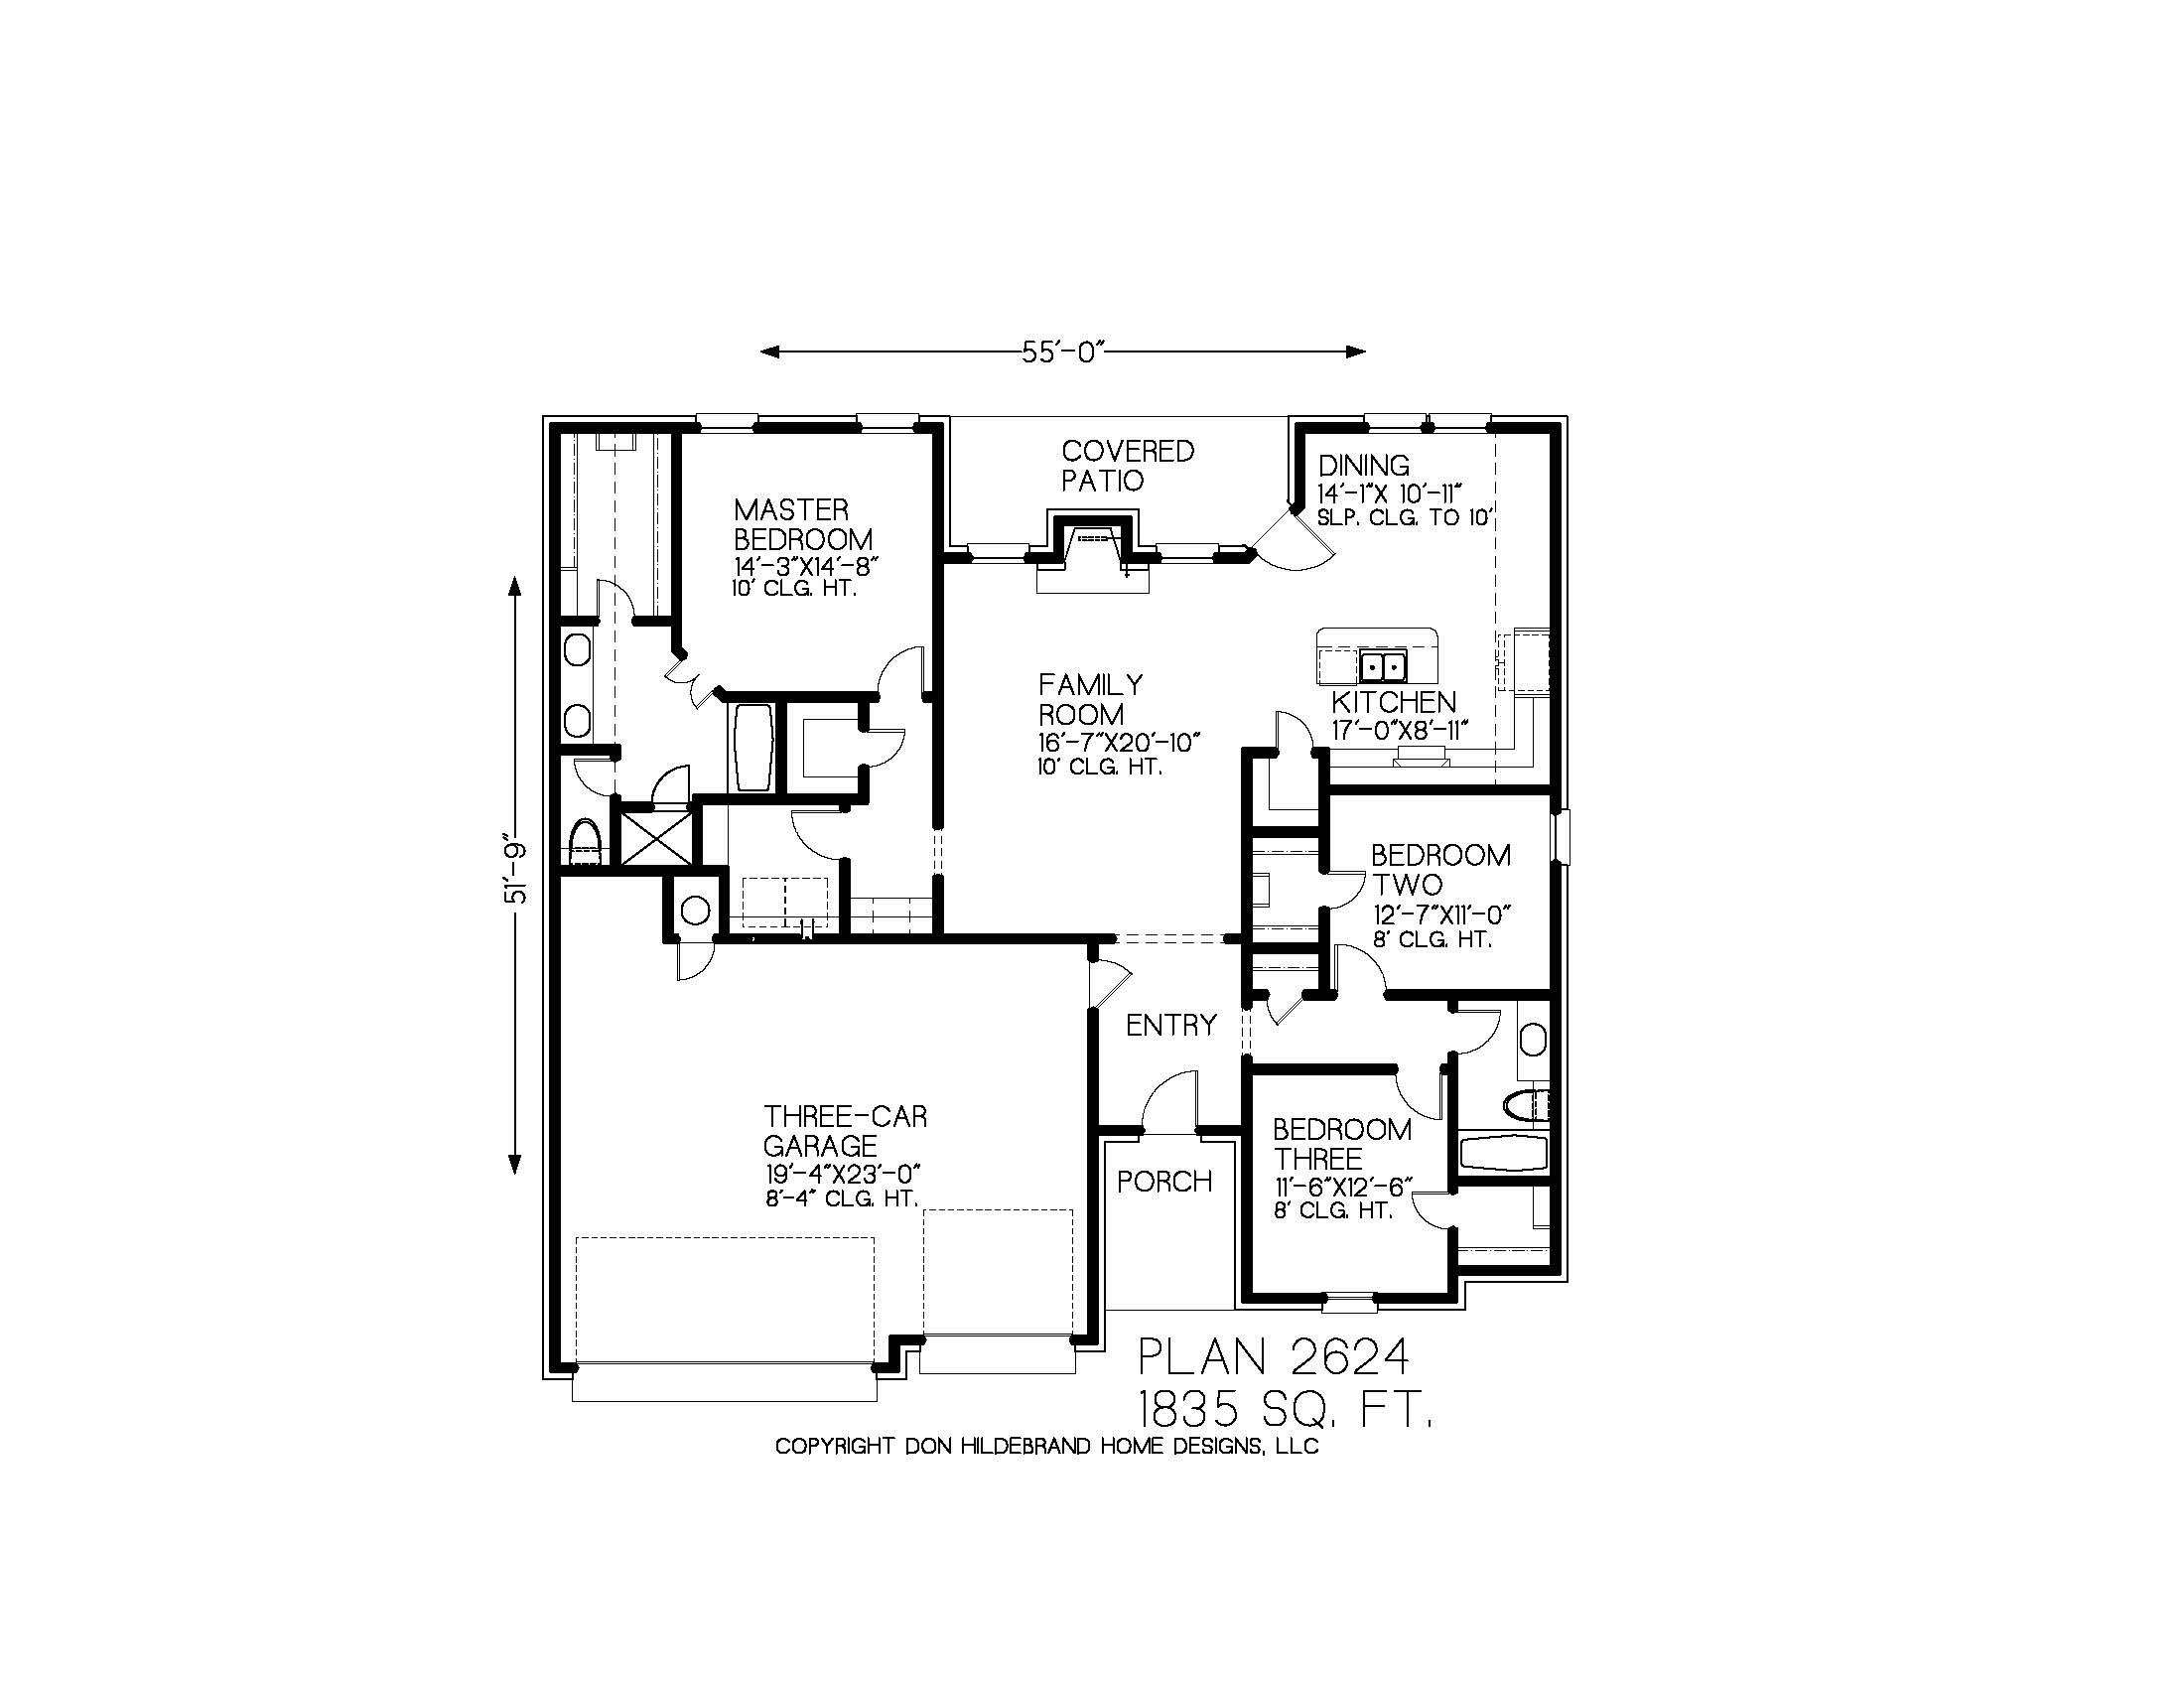 55'-0"
COVERED
PATIO
DINING
14'-1"X 10'-11"
SLP. CLG. TO 10'
MASTER
BEDROOM
14'-3"X14'-8"
10' CLG. HT.
FAMILY
ROOM
16'-7"X20'-10"
10' CLG. HT.
KITCHEN
17'-0"X8'-11"
51'-9"
BEDROOM
TWO
12'-7"X11'-0"
8' CLG. HT.
ENTRY
THREE-CAR
GARAGE
19'-4"X23'-0"
8'-4" CLG. HT.
PORCH
BEDROOM
THREE
11'-6"X12'-6"
8' CLG. HT.
PLAN 2624
1835 SQ. FT.
COPYRIGHT DON HILDEBRAND HOME DESIGNS, LLC